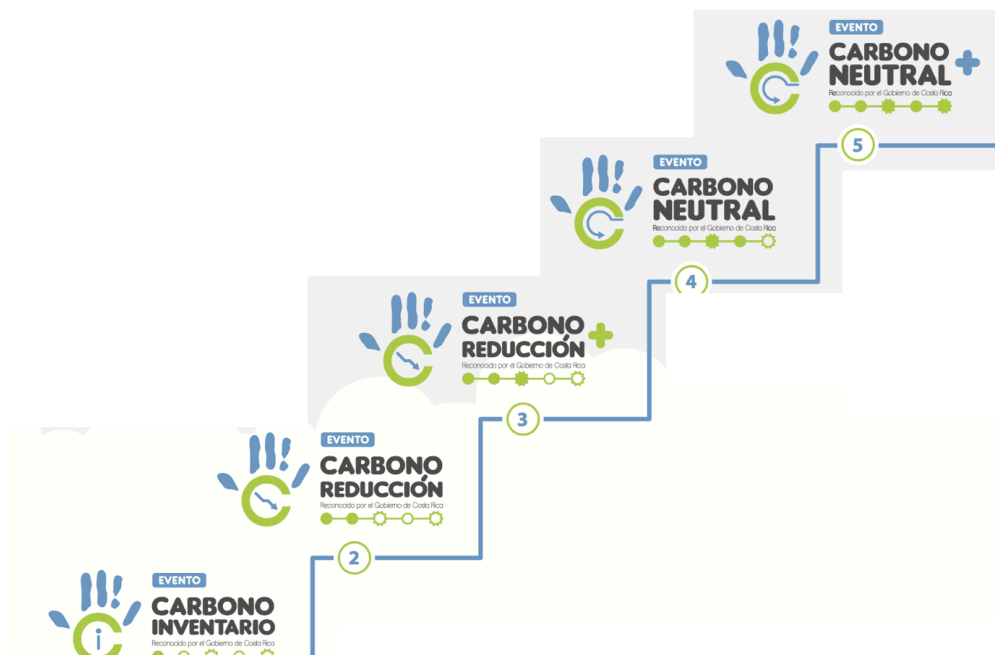 EVENTO
CARBONO
NEUTRAL
Reconocido por el Gobierno de Costa Rica
5
EVENTO
CARBONO
NEUTRAL
Reconocido por el Gobierno de Costa Rica
4
EVENTO
CARBONO
REDUCCIÓN
Reconocido por el Gobierno de Costa Rica
3
EVENTO
CARBONO
REDUCCIÓN
Reconocido por el Gobierno de Costa Rica
2
EVENTO
CARBONO
INVENTARIO
Reconocido por el Gobierno de Costa Rica